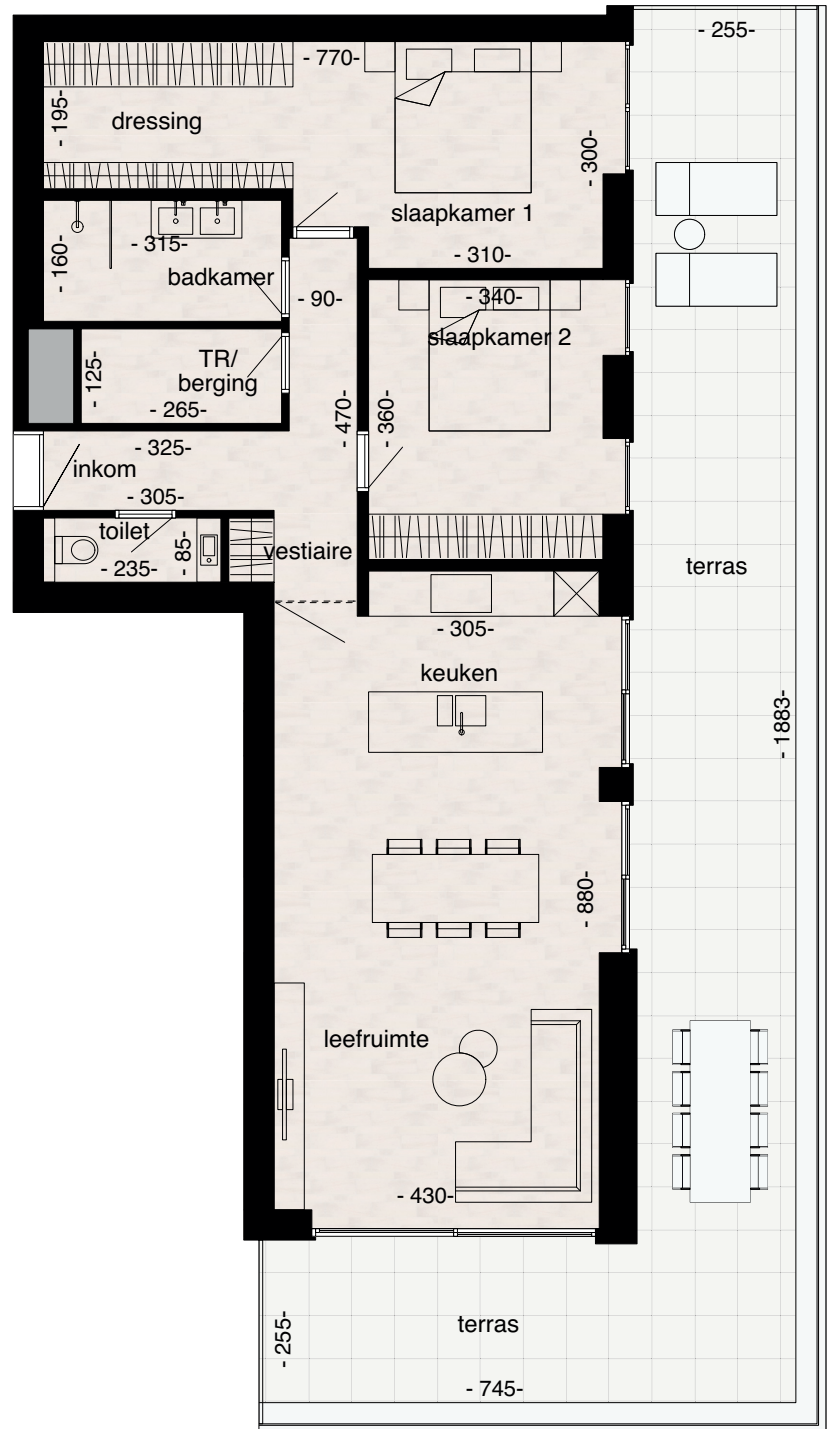 - 255-
- 770-
- 195-
dressing
- 300-
slaapkamer 1
- 310-
- 315-
- 160-
badkamer
- 90-
- 340-
slaapkamer 2
TR/
berging
- 125-
- 265-
- 470-
- 360-
- 325-
inkom
- 305-
toilet
- 85-
- 235-
vestiaire
terras
- 305-
keuken
- 1883-
- 880-
leefruimte
- 430-
- 255-
terras
- 745-